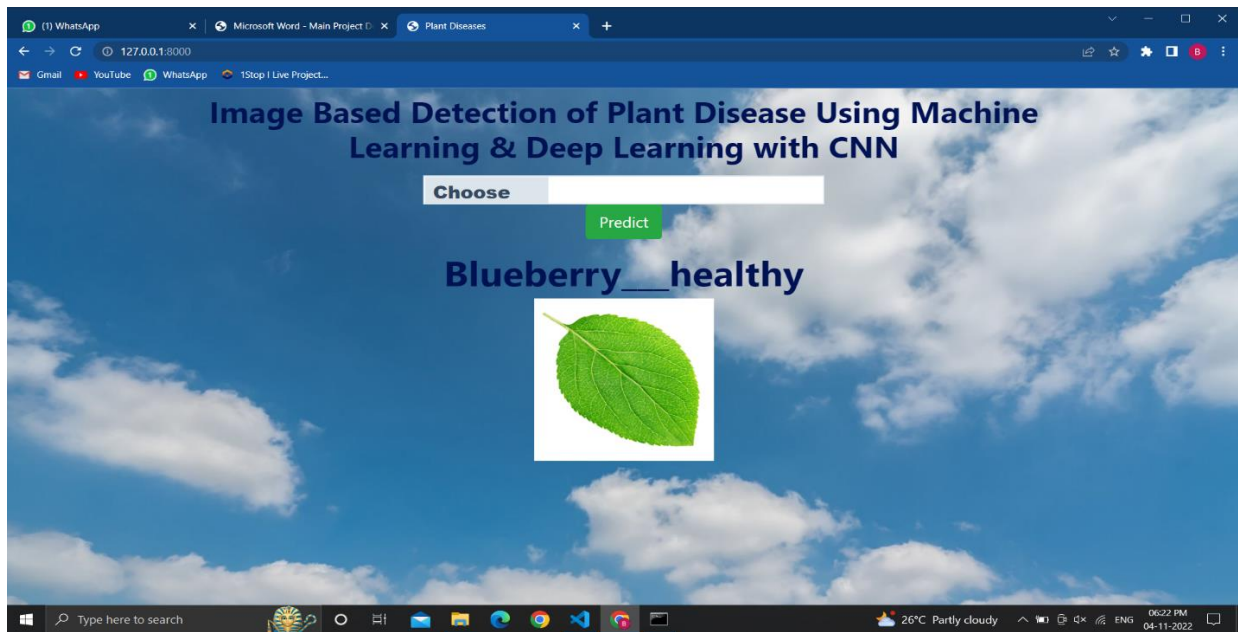 (1) WhatsApp
Microsoft Word - Main Project D
Plant Diseases
127.0.0.1:8000
Gmail
YouTube
WhatsApp
1Stop I Live Project...
B
Image Based Detection of Plant Disease Using Machine
Learning & Deep Learning with CNN
Choose
Predict
Blueberry___healthy
Type here to search
26°C Partly cloudy
ENG
06:22 PM
04-11-2022